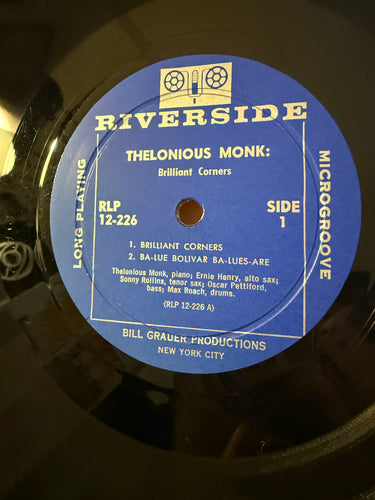 RIVERSIDE
THELONIOUS MONK:
Brilliant Corners
LONG PLAYING
MICROGROOVE
RLP
12-226
SIDE
1
1. BRILLIANT CORNERS
2. BA-LUE BOLIVAR BA-LUES-ARE
Thelonious Monk, piano; Ernie Henry, alto sax;
Sonny Rollins, tenor sax; Oscar Pettiford,
bass; Max Roach, drums.
(RLP 12-226 A)
BILL GRAUER PRODUCTIONS
NEW YORK CITY